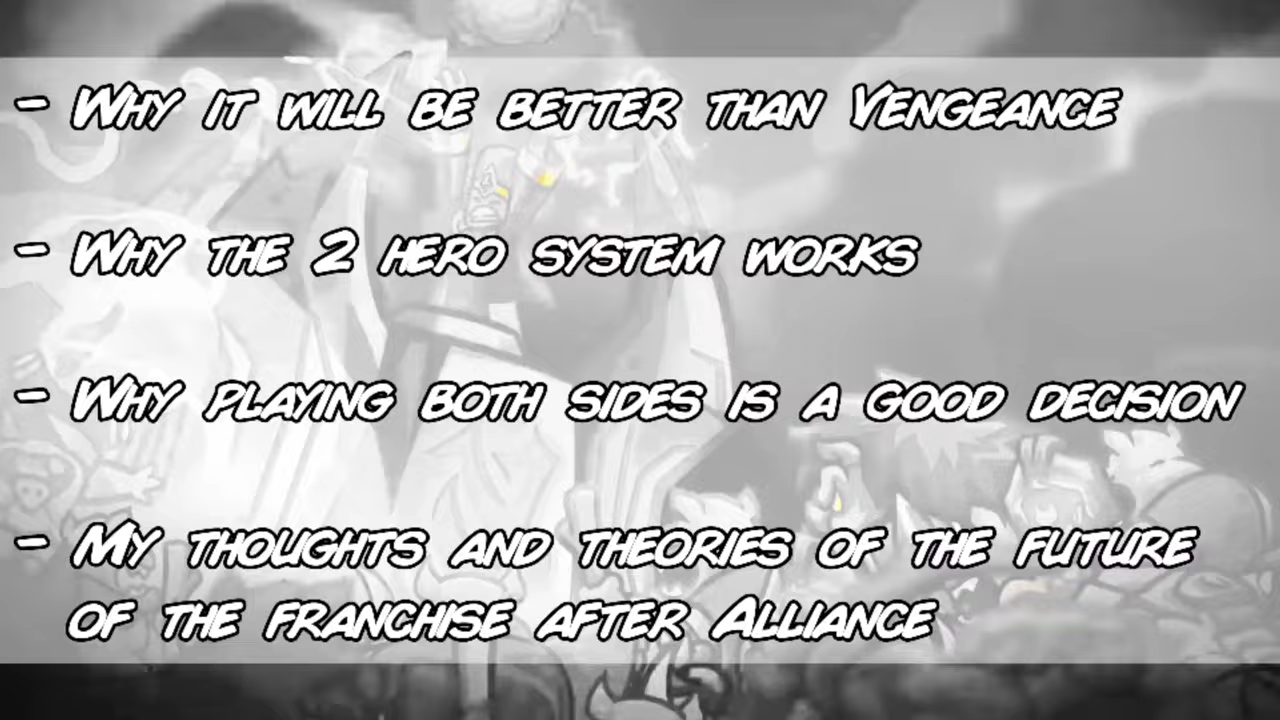 - Why it will be better than Vengeance
- Why the 2 hero system works
- Why playing both sides is a good decision
- My thoughts and theories of the future
of the franchise after Alliance